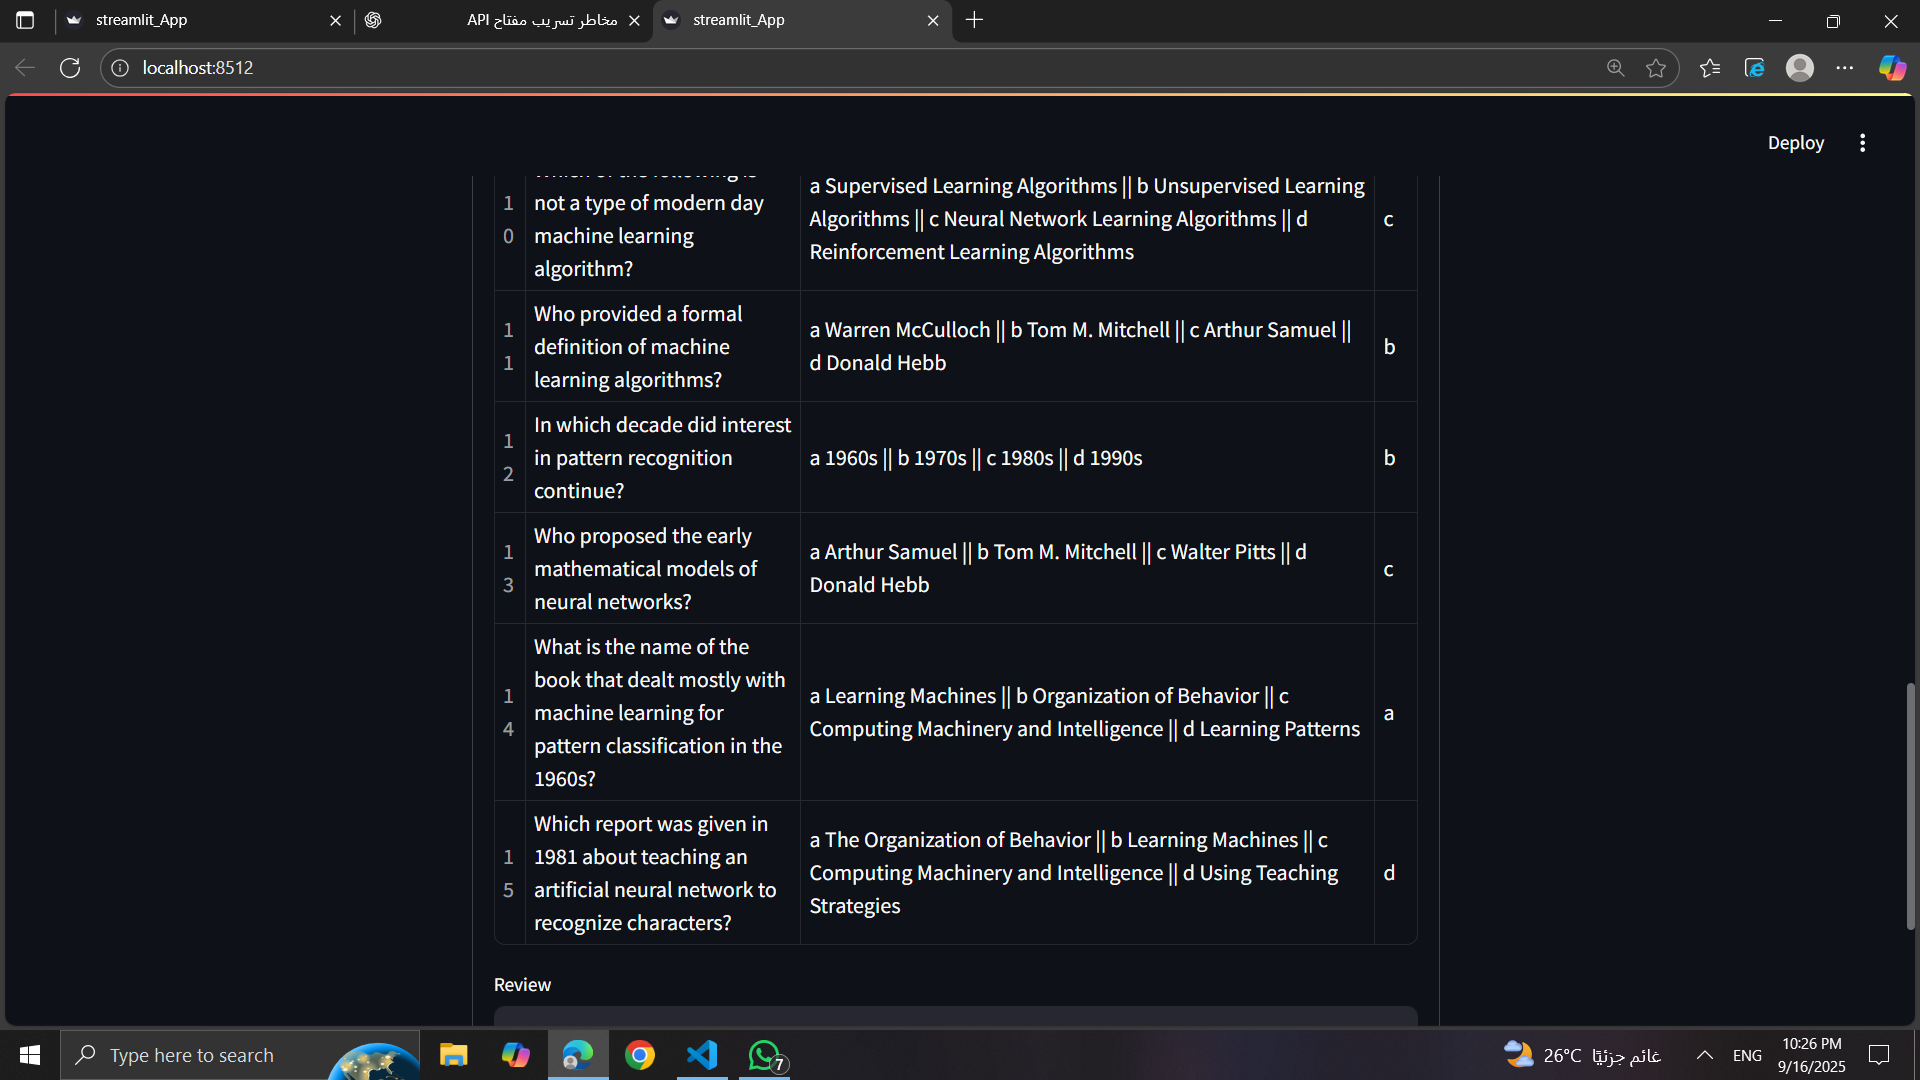 streamlit_App
مخاطر تسريب مفتاح API
streamlit_App
localhost:8512
Deploy
10
Which of the following is
not a type of modern day
machine learning
algorithm?
a Supervised Learning Algorithms || b Unsupervised Learning
Algorithms || c Neural Network Learning Algorithms || d
Reinforcement Learning Algorithms
c
11
Who provided a formal
definition of machine
learning algorithms?
a Warren McCulloch || b Tom M. Mitchell || c Arthur Samuel ||
d Donald Hebb
b
12
In which decade did interest
in pattern recognition
continue?
a 1960s || b 1970s || c 1980s || d 1990s
b
13
Who proposed the early
mathematical models of
neural networks?
a Arthur Samuel || b Tom M. Mitchell || c Walter Pitts || d
Donald Hebb
c
14
What is the name of the
book that dealt mostly with
machine learning for
pattern classification in the
1960s?
a Learning Machines || b Organization of Behavior || c
Computing Machinery and Intelligence || d Learning Patterns
a
15
Which report was given in
1981 about teaching an
artificial neural network to
recognize characters?
a The Organization of Behavior || b Learning Machines || c
Computing Machinery and Intelligence || d Using Teaching
Strategies
d
Review
Type here to search
7
26°C غائم جزئيًا
ENG
10:26 PM
9/16/2025